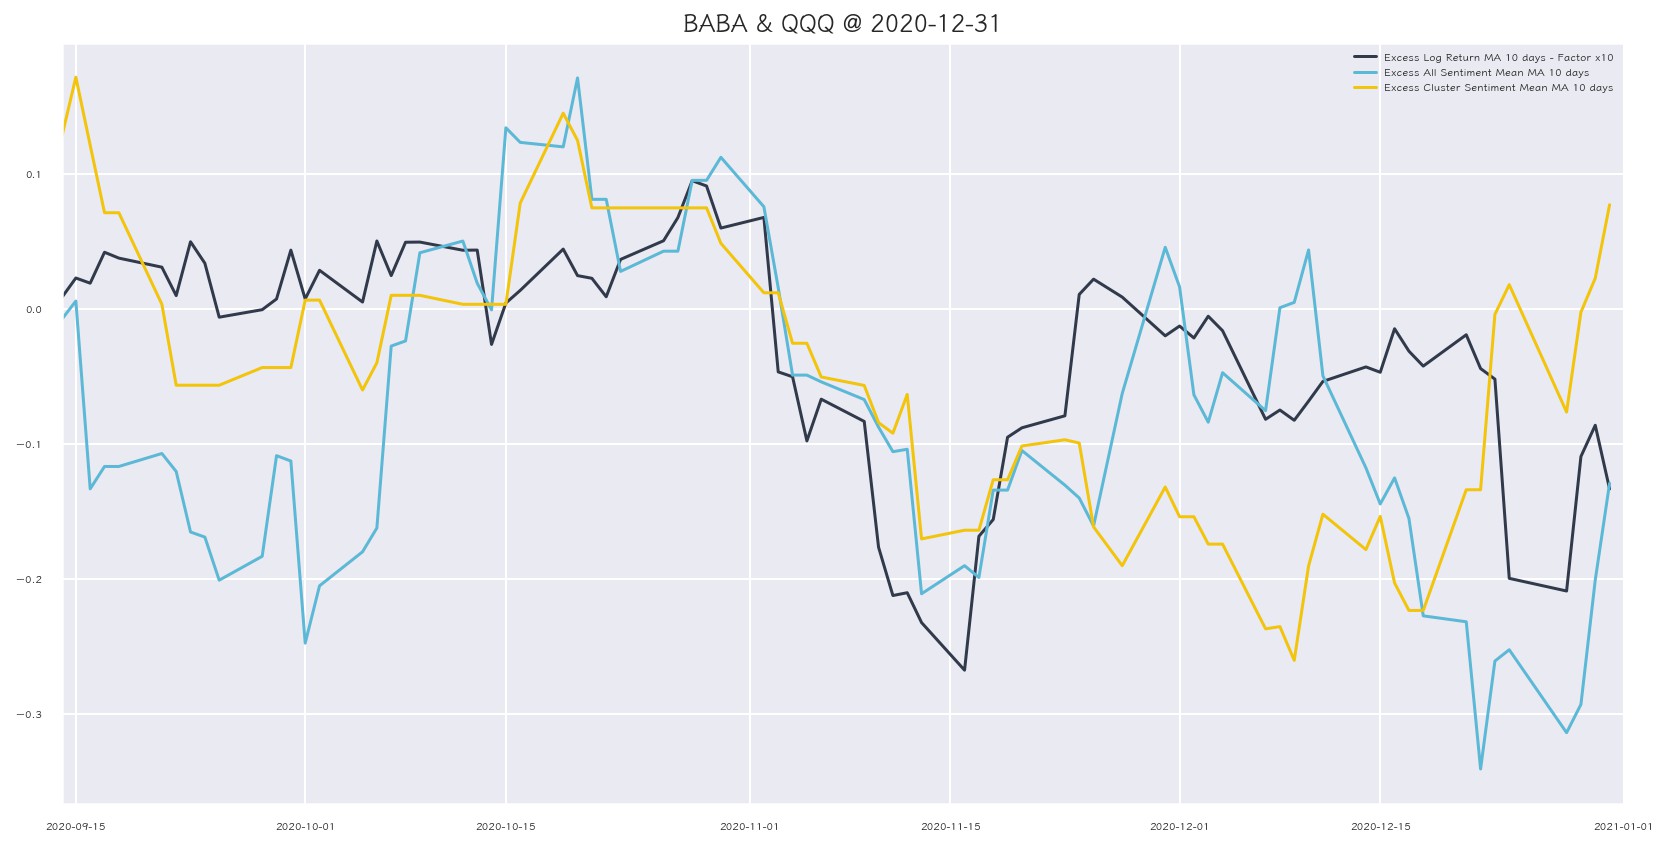 BABA & QQQ @ 2020-12-31
Excess Log Return MA 10 days - Factor x10
Excess All Sentiment Mean MA 10 days
Excess Cluster Sentiment Mean MA 10 days
0.1
0.0
−0.1
−0.2
−0.3
2020-09-15 2020-10-01 2020-10-15 2020-11-01 2020-11-15 2020-12-01 2020-12-15 2021-01-01